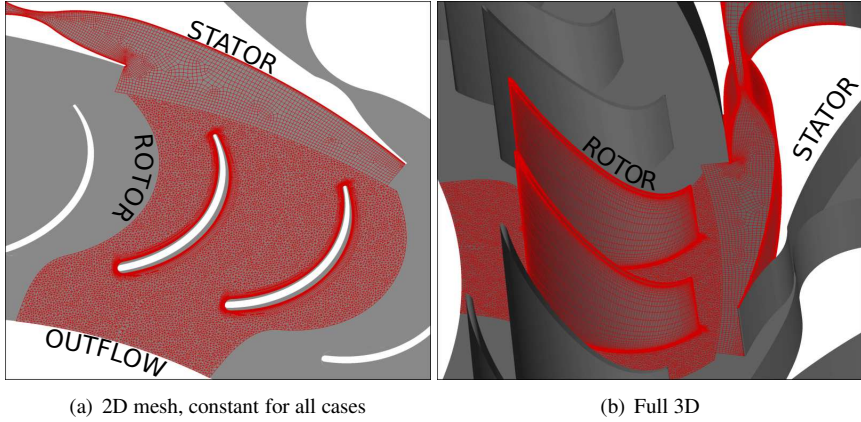 STATOR
ROTOR
OUTFLOW
ROTOR
STATOR
(a) 2D mesh, constant for all cases
(b) Full 3D